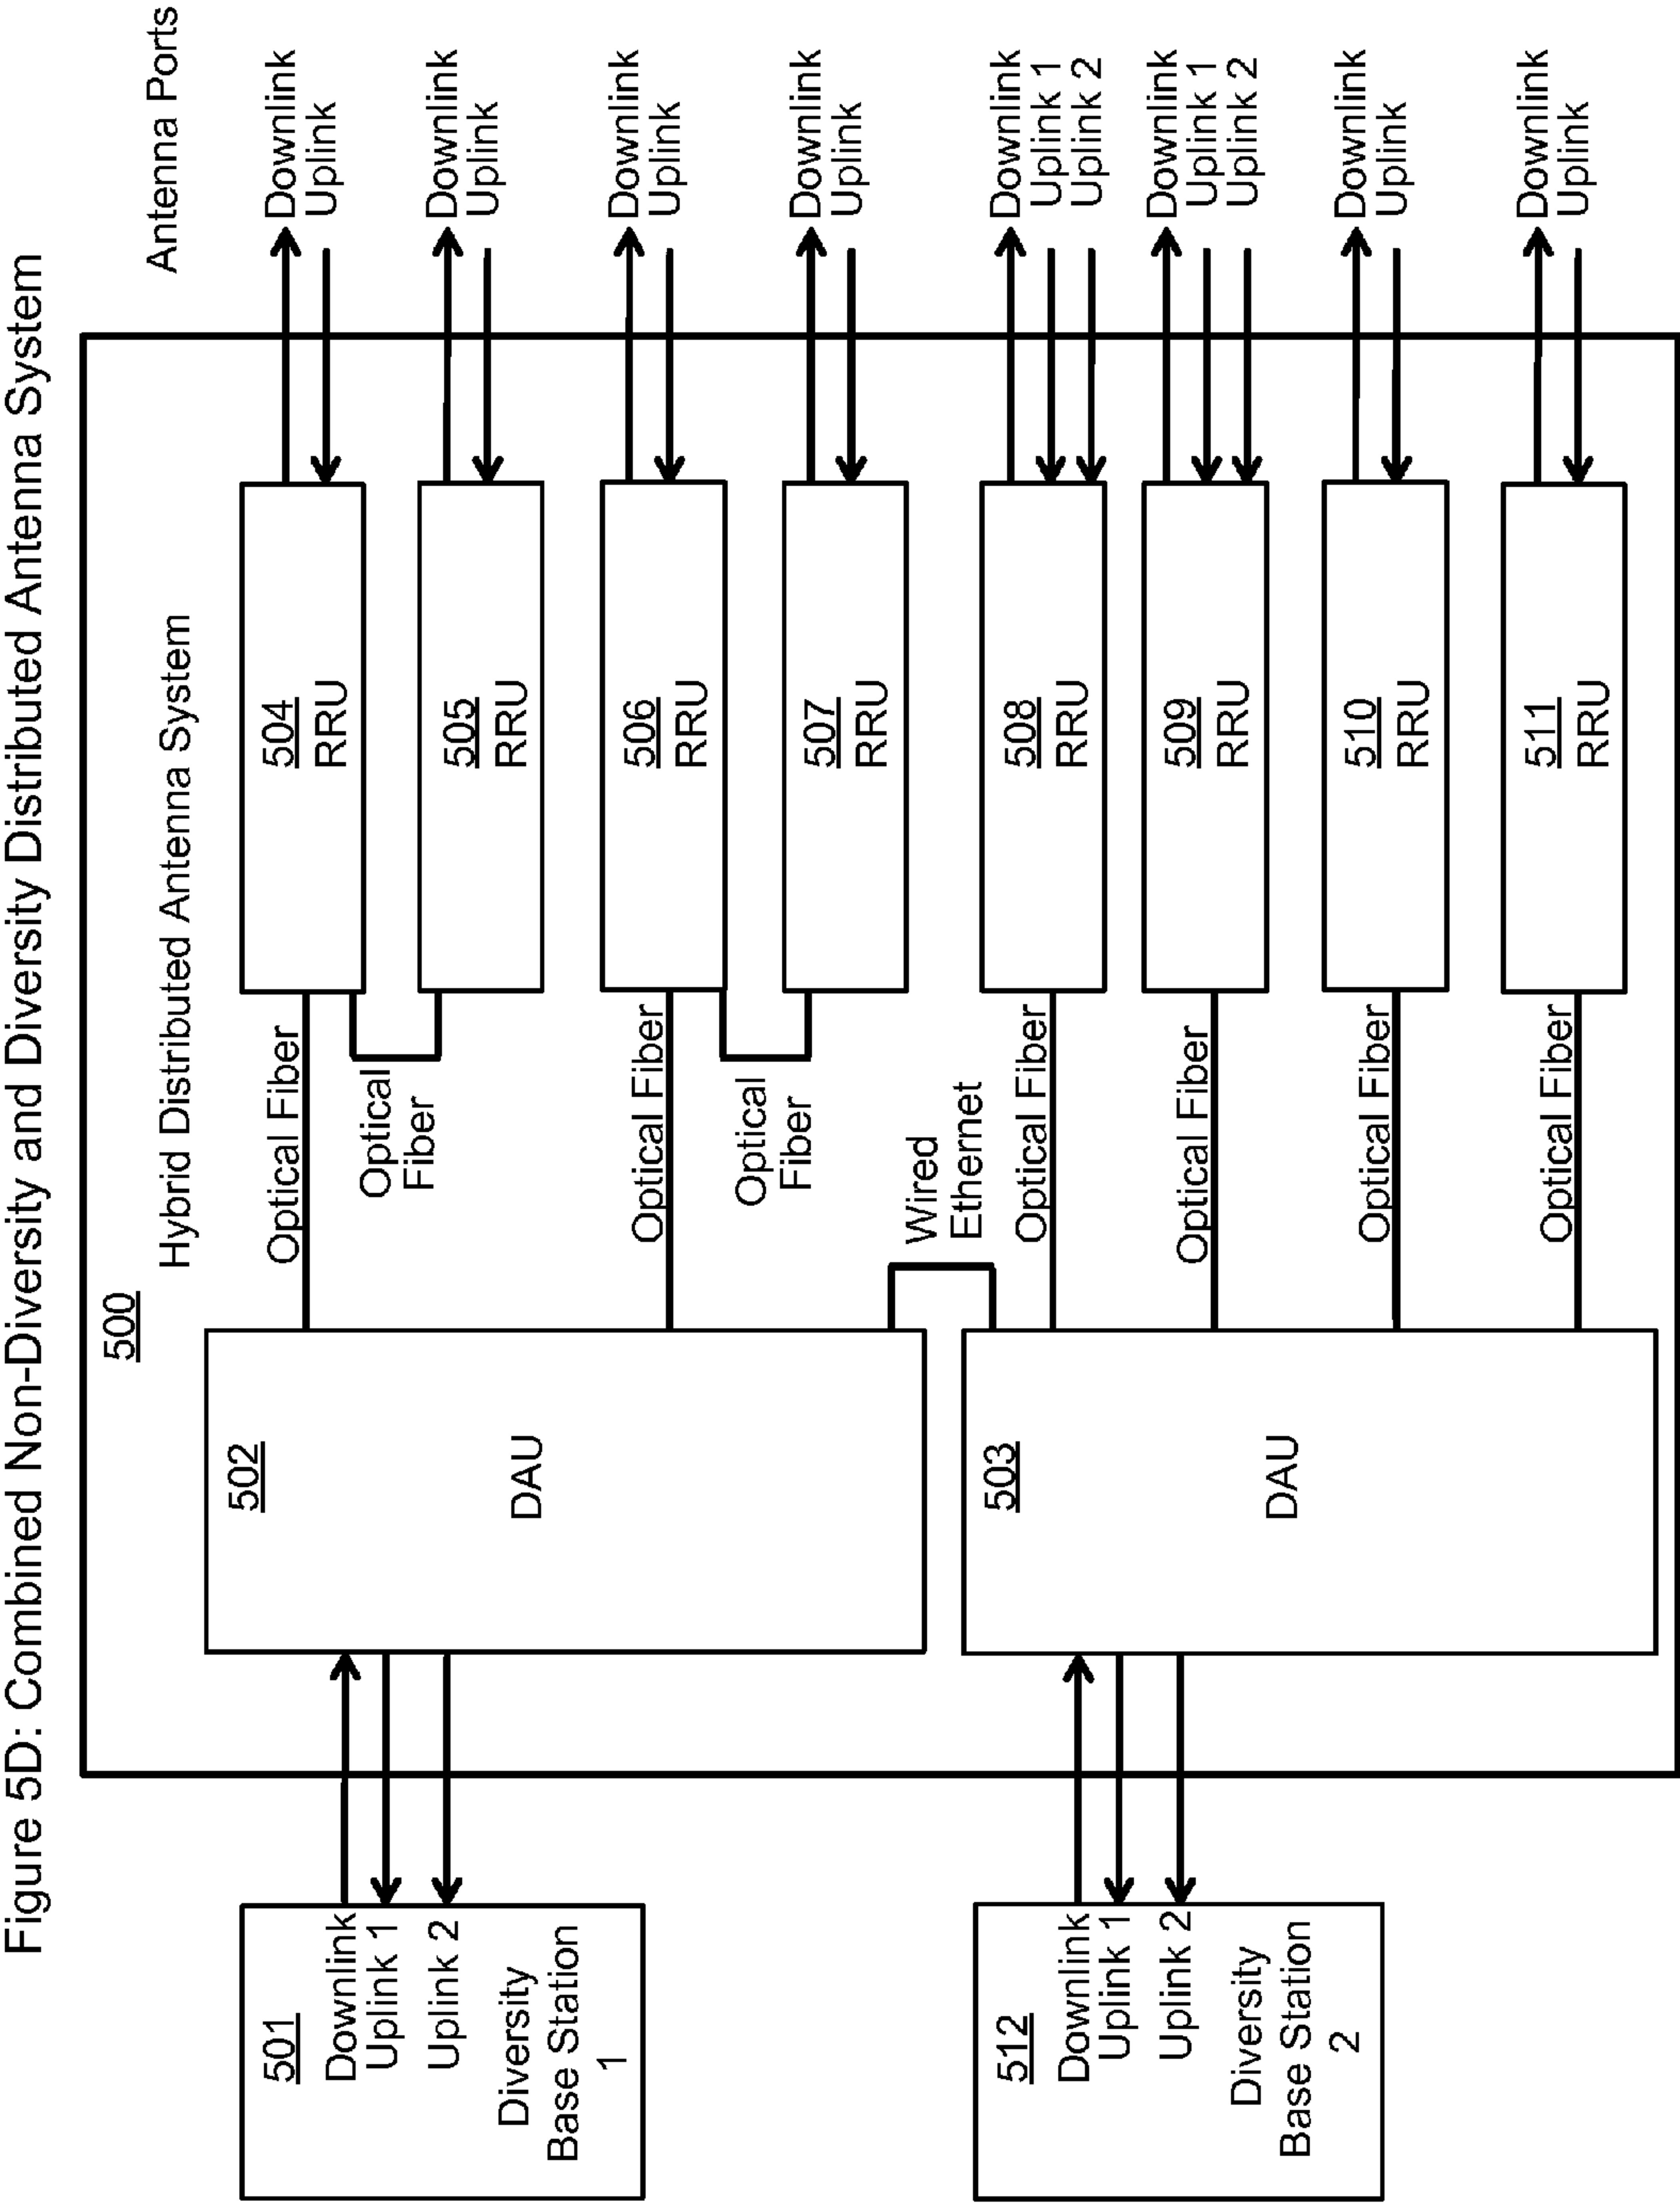 Figure 5D: Combined Non-Diversity and Diversity Distributed Antenna System
Antenna Ports
500
Hybrid Distributed Antenna System
501
Downlink
Uplink 1
Uplink 2
Diversity
Base Station
1
502
DAU
Optical Fiber
504
RRU
Downlink
Uplink
Optical
Fiber
505
RRU
Downlink
Uplink
Optical Fiber
506
RRU
Downlink
Uplink
Optical
Fiber
507
RRU
Downlink
Uplink
Wired
Ethernet
512
Downlink
Uplink 1
Uplink 2
Diversity
Base Station
2
503
DAU
Optical Fiber
508
RRU
Downlink
Uplink 1
Uplink 2
Optical Fiber
509
RRU
Downlink
Uplink 1
Uplink 2
Optical Fiber
510
RRU
Downlink
Uplink
Optical Fiber
511
RRU
Downlink
Uplink